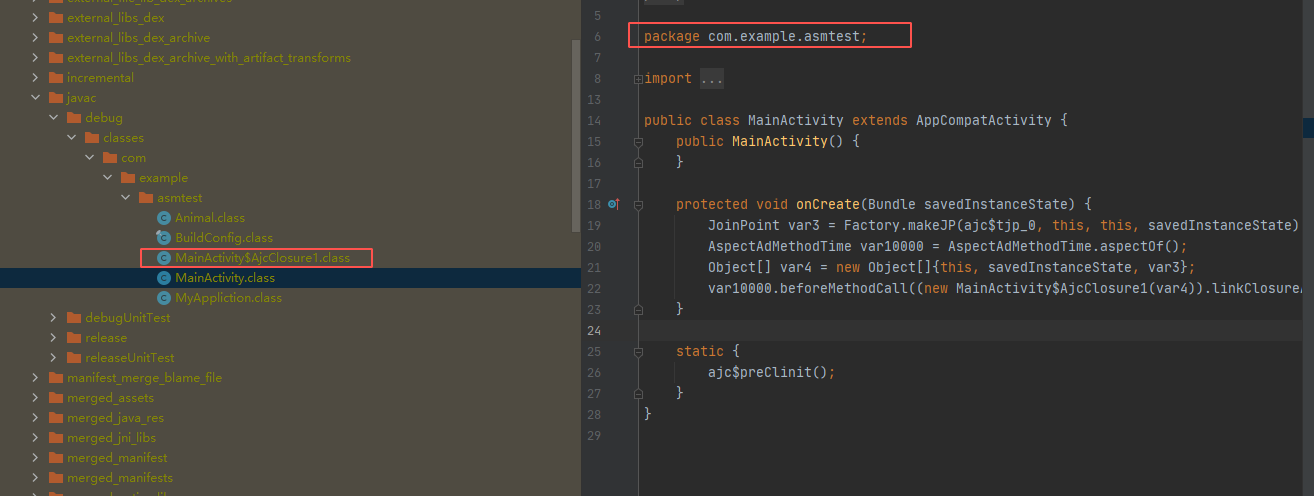 external_libs_dex
external_libs_dex_archive
external_libs_dex_archive_with_artifact_transforms
incremental
javac
debug
classes
com
example
asmtest
Animal.class
BuildConfig.class
MainActivity$AjcClosure1.class
MainActivity.class
MyAppliction.class
debugUnitTest
release
releaseUnitTest
manifest_merge_blame_file
merged_assets
merged_java_res
merged_jni_libs
merged_manifest
merged_manifests
5
6 package com.example.asmtest;
7
8 import ...
13
14 public class MainActivity extends AppCompatActivity {
15 public MainActivity() {
16 }
17
18 protected void onCreate(Bundle savedInstanceState) {
19 JoinPoint var3 = Factory.makeJP(ajc$tjp_0, this, this, savedInstanceState)
20 AspectAdMethodTime var10000 = AspectAdMethodTime.aspectOf();
21 Object[] var4 = new Object[]{this, savedInstanceState, var3};
22 var10000.beforeMethodCall((new MainActivity$AjcClosure1(var4)).linkClosure
23 }
24
25 static {
26 ajc$preClinit();
27 }
28 }
29